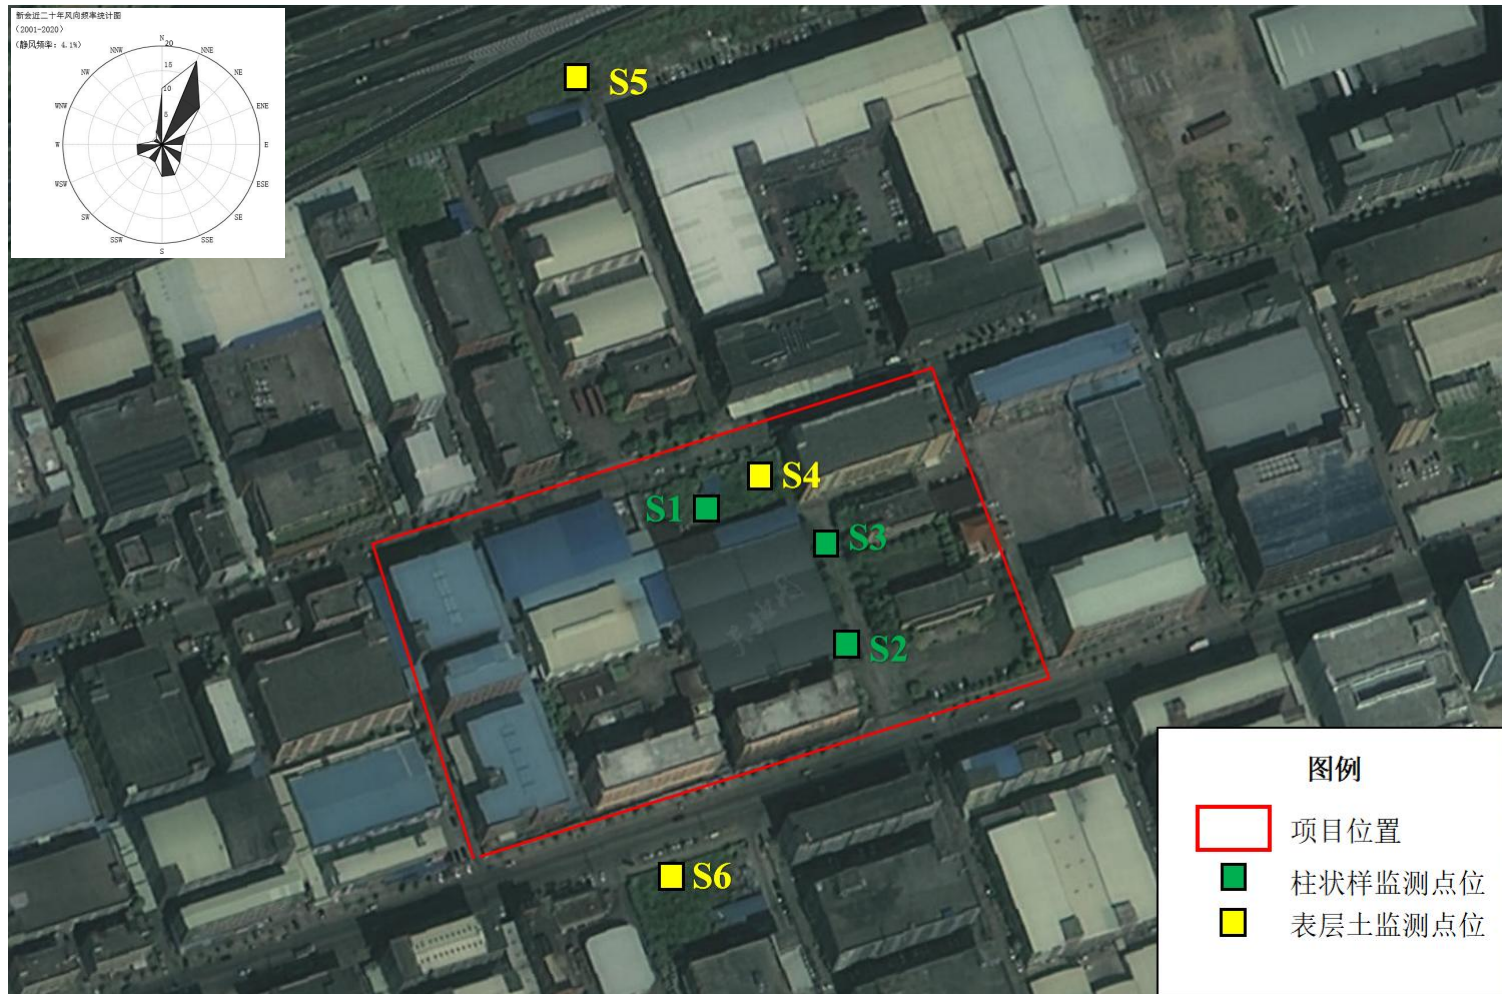 新会近二十年风向频率统计图
(2001-2020)
(静风频率: 4.1%)
N
20
15
10
5
NNW
NNE
NW
NE
WNW
ENE
W
E
WSW
ESE
SW
SE
SSW
SSE
S
S5
S4
S1
S3
S2
S6
图例
项目位置
柱状样监测点位
表层土监测点位